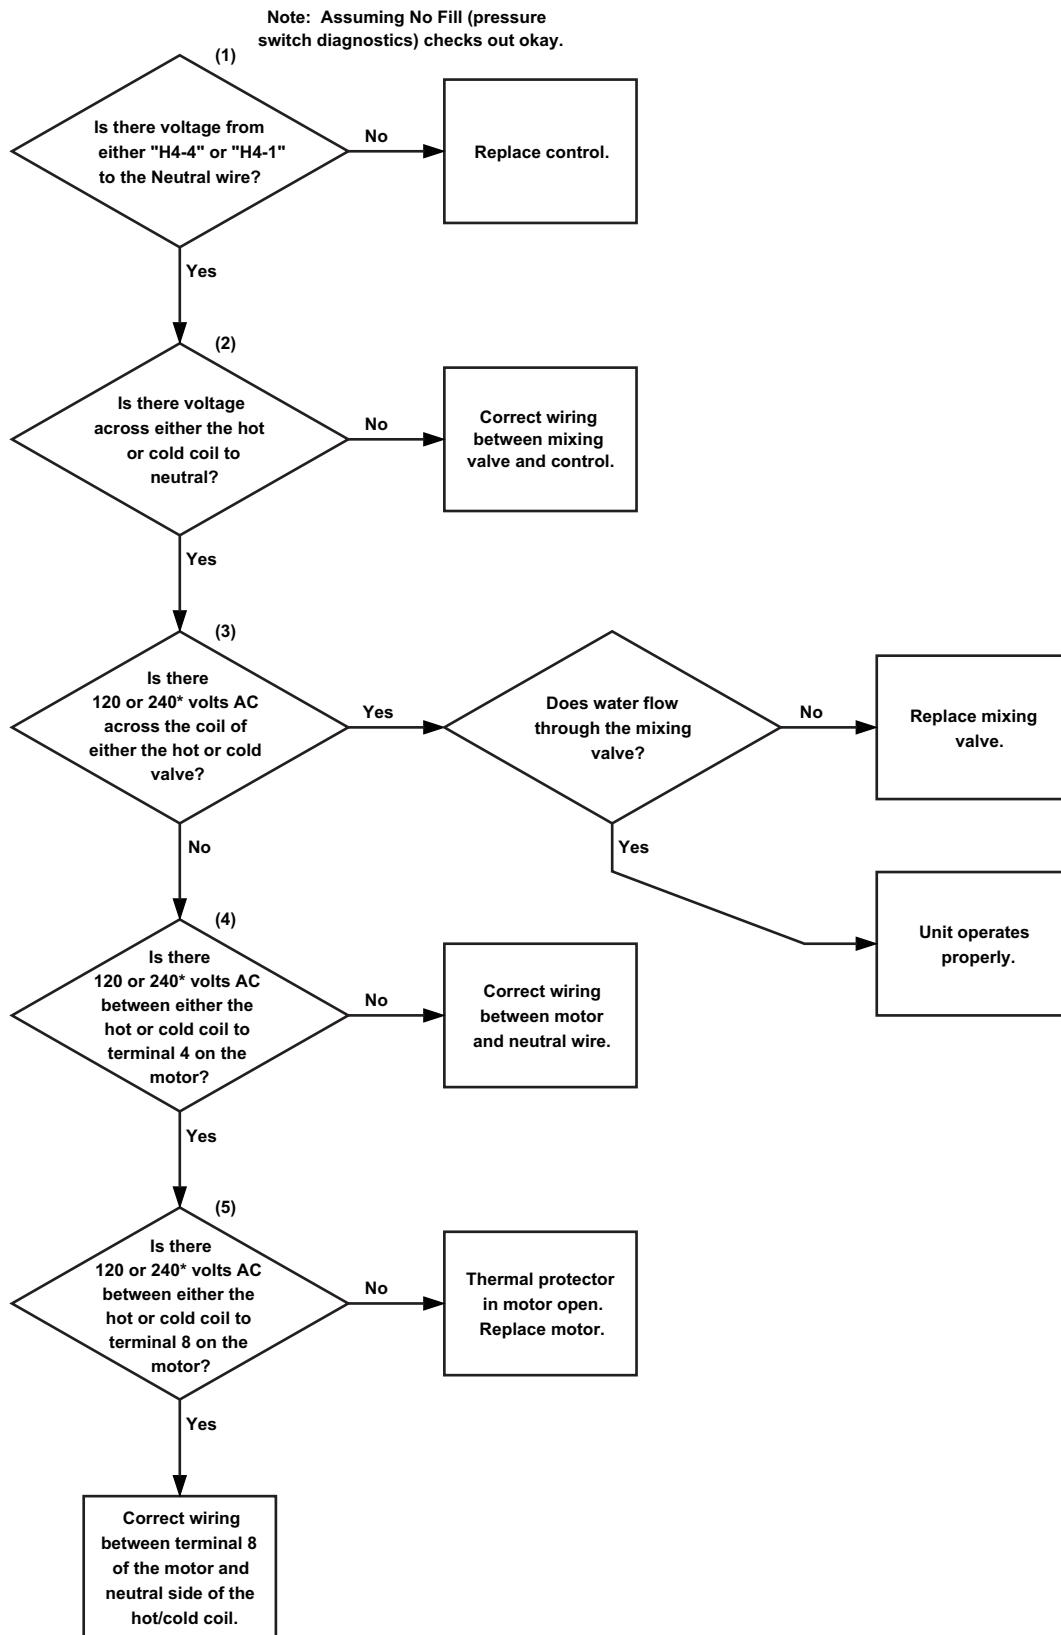 Note:  Assuming No Fill (pressure
switch diagnostics) checks out okay.
(1)
Is there voltage from
either "H4-4" or "H4-1"
to the Neutral wire?
No
Replace control.
Yes
(2)
Is there voltage
across either the hot
or cold coil to
neutral?
No
Correct wiring
between mixing
valve and control.
Yes
(3)
Is there
120 or 240* volts AC
across the coil of
either the hot or cold
valve?
Yes
Does water flow
through the mixing
valve?
No
Replace mixing
valve.
Yes
Unit operates
properly.
No
(4)
Is there
120 or 240* volts AC
between either the
hot or cold coil to
terminal 4 on the
motor?
No
Correct wiring
between motor
and neutral wire.
Yes
(5)
Is there
120 or 240* volts AC
between either the
hot or cold coil to
terminal 8 on the
motor?
No
Thermal protector
in motor open.
Replace motor.
Yes
Correct wiring
between terminal 8
of the motor and
neutral side of the
hot/cold coil.